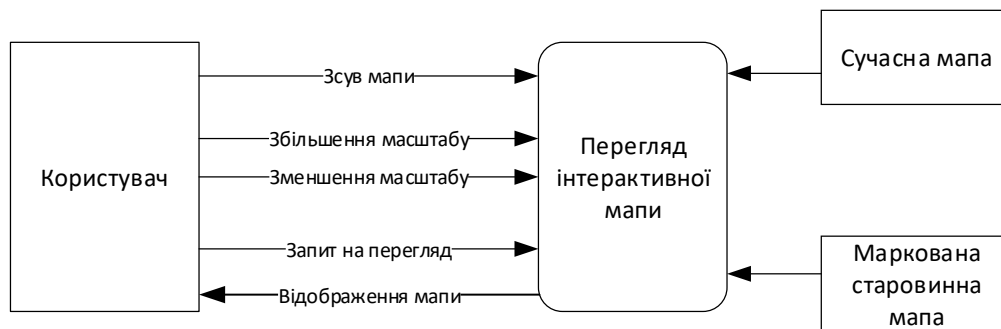 Користувач
Зсув мапи
Збільшення масштабу
Зменшення масштабу
Запит на перегляд
Відображення мапи
Перегляд
інтерактивної
мапи
Сучасна мапа
Маркована
старовинна
мапа